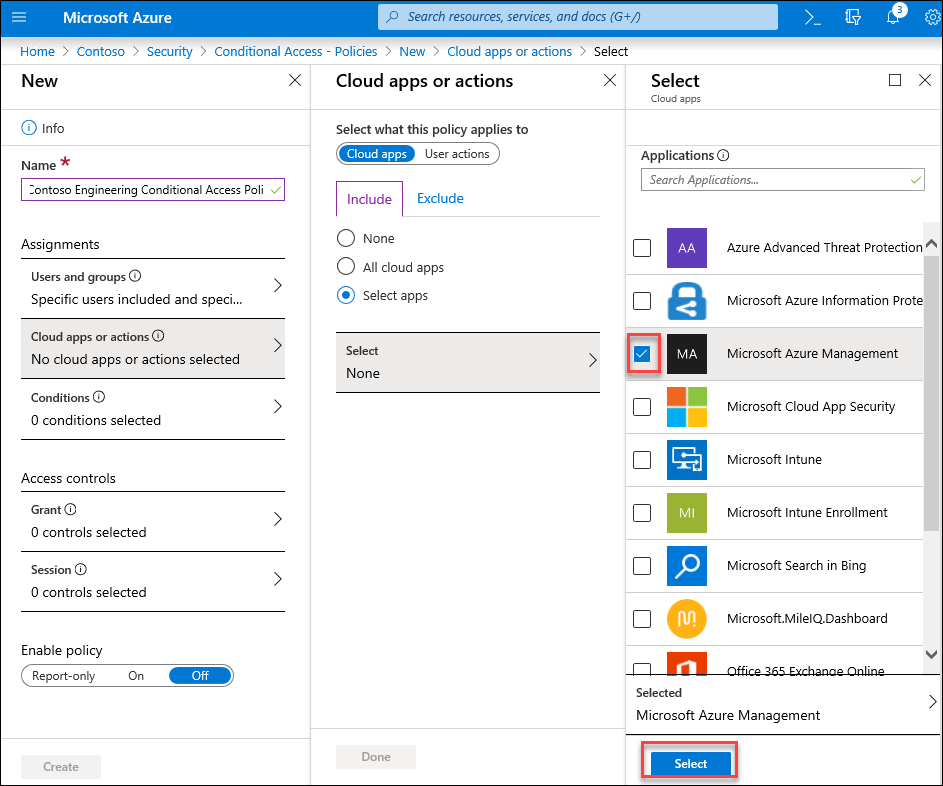 Microsoft Azure
Search resources, services, and docs (G+/)
3
Home > Contoso > Security > Conditional Access - Policies > New > Cloud apps or actions > Select
New
Info
Name *
Contoso Engineering Conditional Access Poli
Assignments
Users and groups
Specific users included and speci...
Cloud apps or actions
No cloud apps or actions selected
Conditions
0 conditions selected
Access controls
Grant
0 controls selected
Session
0 controls selected
Enable policy
Report-only On Off
Create
Cloud apps or actions
Select what this policy applies to
Cloud apps User actions
Include Exclude
None
All cloud apps
Select apps
Select
None
Done
Select
Cloud apps
Applications
Search Applications...
AA Azure Advanced Threat Protection
Microsoft Azure Information Prote
MA Microsoft Azure Management
Microsoft Cloud App Security
Microsoft Intune
MI Microsoft Intune Enrollment
Microsoft Search in Bing
Microsoft.MileIQ.Dashboard
Office 365 Exchange Online
Selected
Microsoft Azure Management
Select